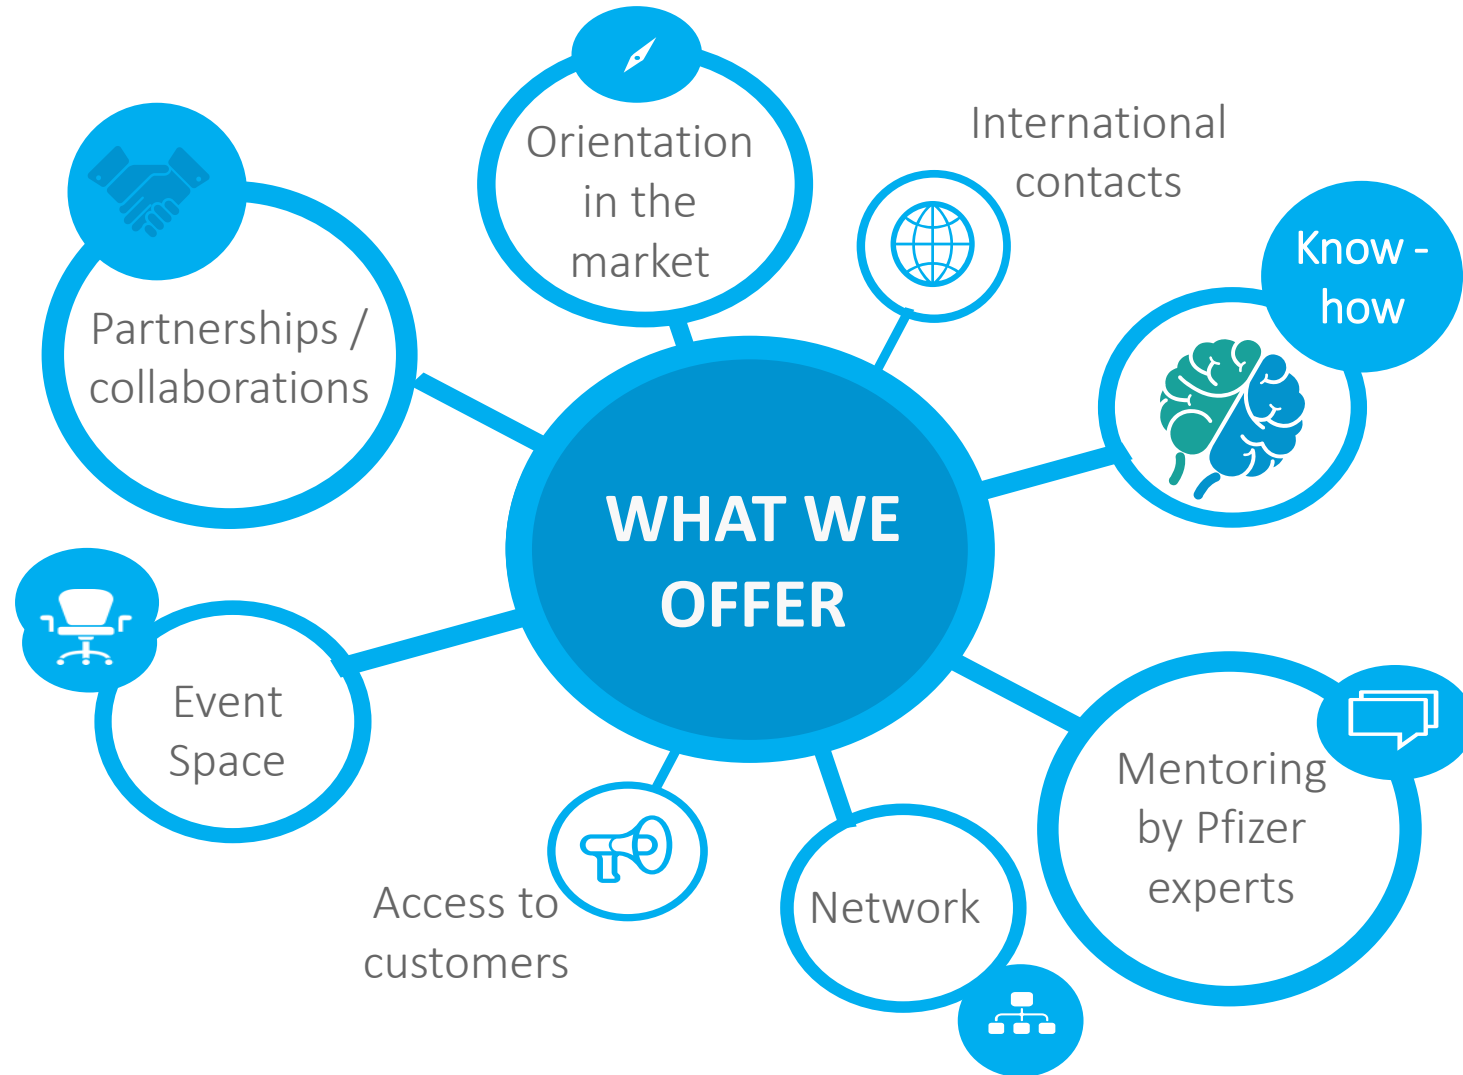 Orientation
in the
market
International
contacts
Know -
how
Partnerships /
collaborations
WHAT WE
OFFER
Event
Space
Mentoring
by Pfizer
experts
Access to
customers
Network